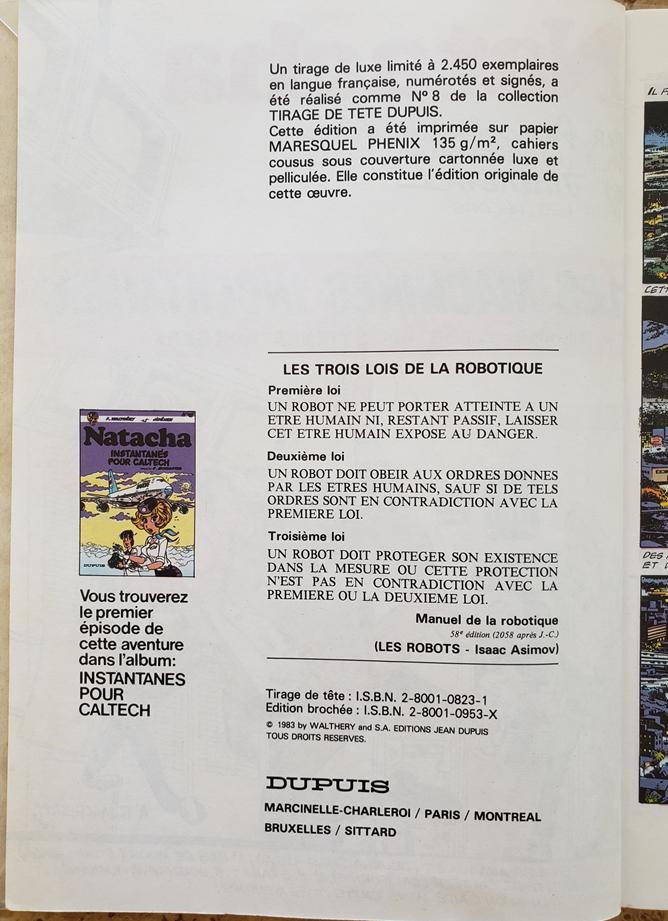 Un tirage de luxe limité à 2.450 exemplaires
en langue française, numérotés et signés, a
été réalisé comme N° 8 de la collection
TIRAGE DE TETE DUPUIS.
Cette édition a été imprimée sur papier
MARESQUEL PHENIX 135 g/m², cahiers
cousus sous couverture cartonnée luxe et
pelliculée. Elle constitue l'édition originale de
cette œuvre.
LES TROIS LOIS DE LA ROBOTIQUE
Première loi
UN ROBOT NE PEUT PORTER ATTEINTE A UN
ETRE HUMAIN NI, RESTANT PASSIF, LAISSER
CET ETRE HUMAIN EXPOSE AU DANGER.
Deuxième loi
UN ROBOT DOIT OBEIR AUX ORDRES DONNES
PAR LES ETRES HUMAINS, SAUF SI DE TELS
ORDRES SONT EN CONTRADICTION AVEC LA
PREMIERE LOI.
Troisième loi
UN ROBOT DOIT PROTEGER SON EXISTENCE
DANS LA MESURE OU CETTE PROTECTION
N'EST PAS EN CONTRADICTION AVEC LA
PREMIERE OU LA DEUXIEME LOI.
Manuel de la robotique
58e édition (2058 après J.-C.)
(LES ROBOTS - Isaac Asimov)
Natacha
INSTANTANÉS
POUR CALTECH
DUPUIS
Vous trouverez
le premier
épisode de
cette aventure
dans l'album:
INSTANTANES
POUR
CALTECH
Tirage de tête : I.S.B.N. 2-8001-0823-1
Edition brochée : I.S.B.N. 2-8001-0953-X
© 1983 by WALTHERY and S.A. EDITIONS JEAN DUPUIS
TOUS DROITS RESERVES.
DUPUIS
MARCINELLE-CHARLEROI / PARIS / MONTREAL
BRUXELLES / SITTARD
IL
CET
DES
ET